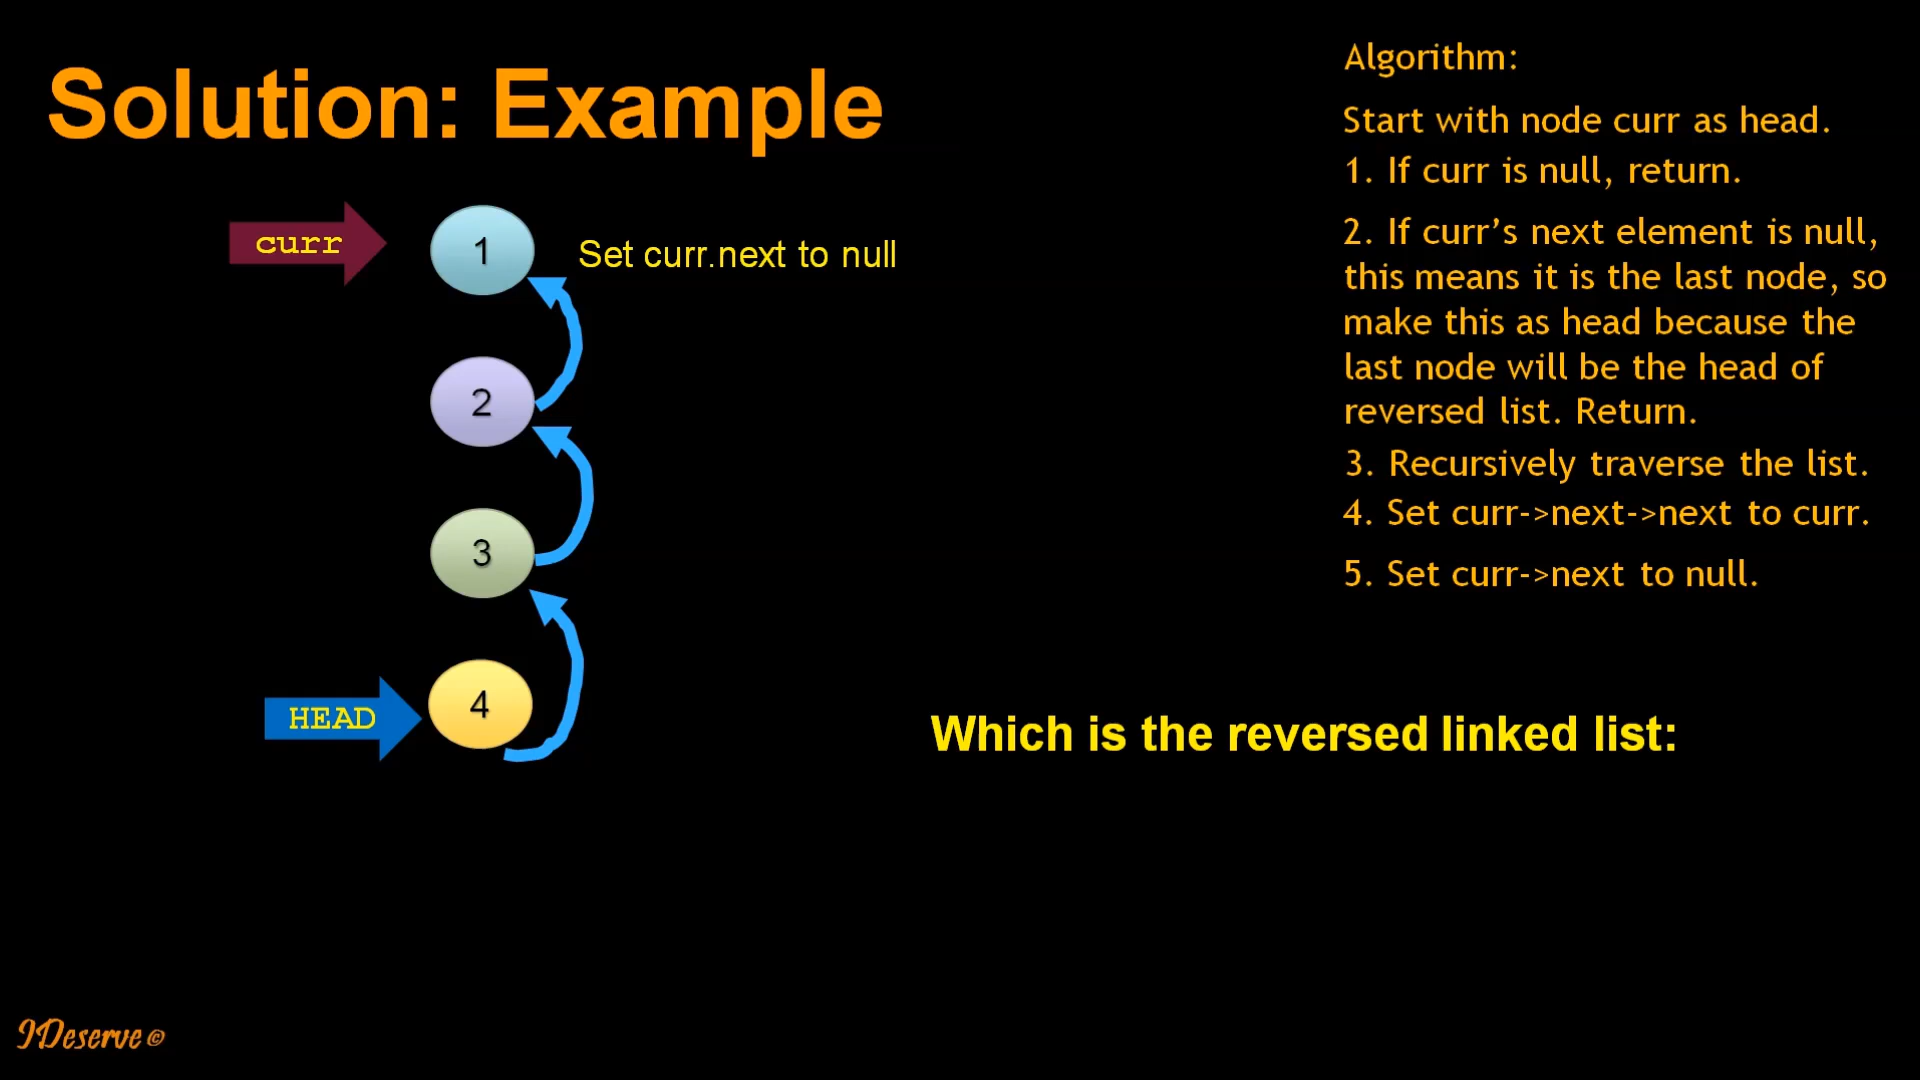 Solution: Example
curr
1
Set curr.next to null
2
3
HEAD
4
Algorithm:
Start with node curr as head.
1. If curr is null, return.
2. If curr’s next element is null,
this means it is the last node, so
make this as head because the
last node will be the head of
reversed list. Return.
3. Recursively traverse the list.
4. Set curr->next->next to curr.
5. Set curr->next to null.
Which is the reversed linked list:
IDeserve ©